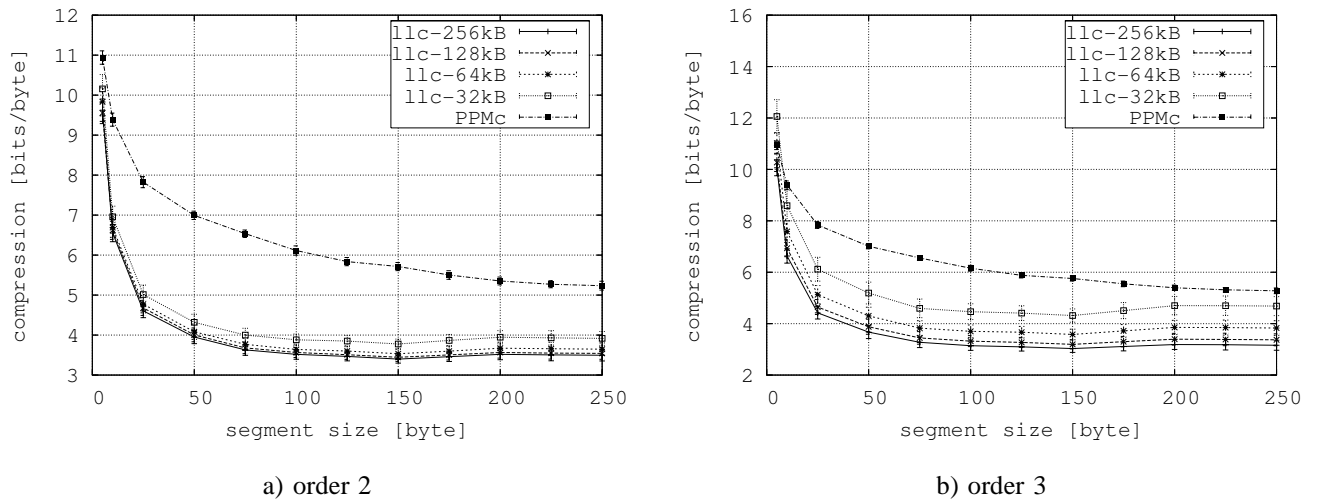 12
11
10
9
8
7
6
5
4
3
0 50 100 150 200 250
compression [bits/byte]
segment size [byte]
llc-256kB
llc-128kB
llc-64kB
llc-32kB
PPMc
a) order 2
16
14
12
10
8
6
4
2
0 50 100 150 200 250
compression [bits/byte]
segment size [byte]
llc-256kB
llc-128kB
llc-64kB
llc-32kB
PPMc
b) order 3